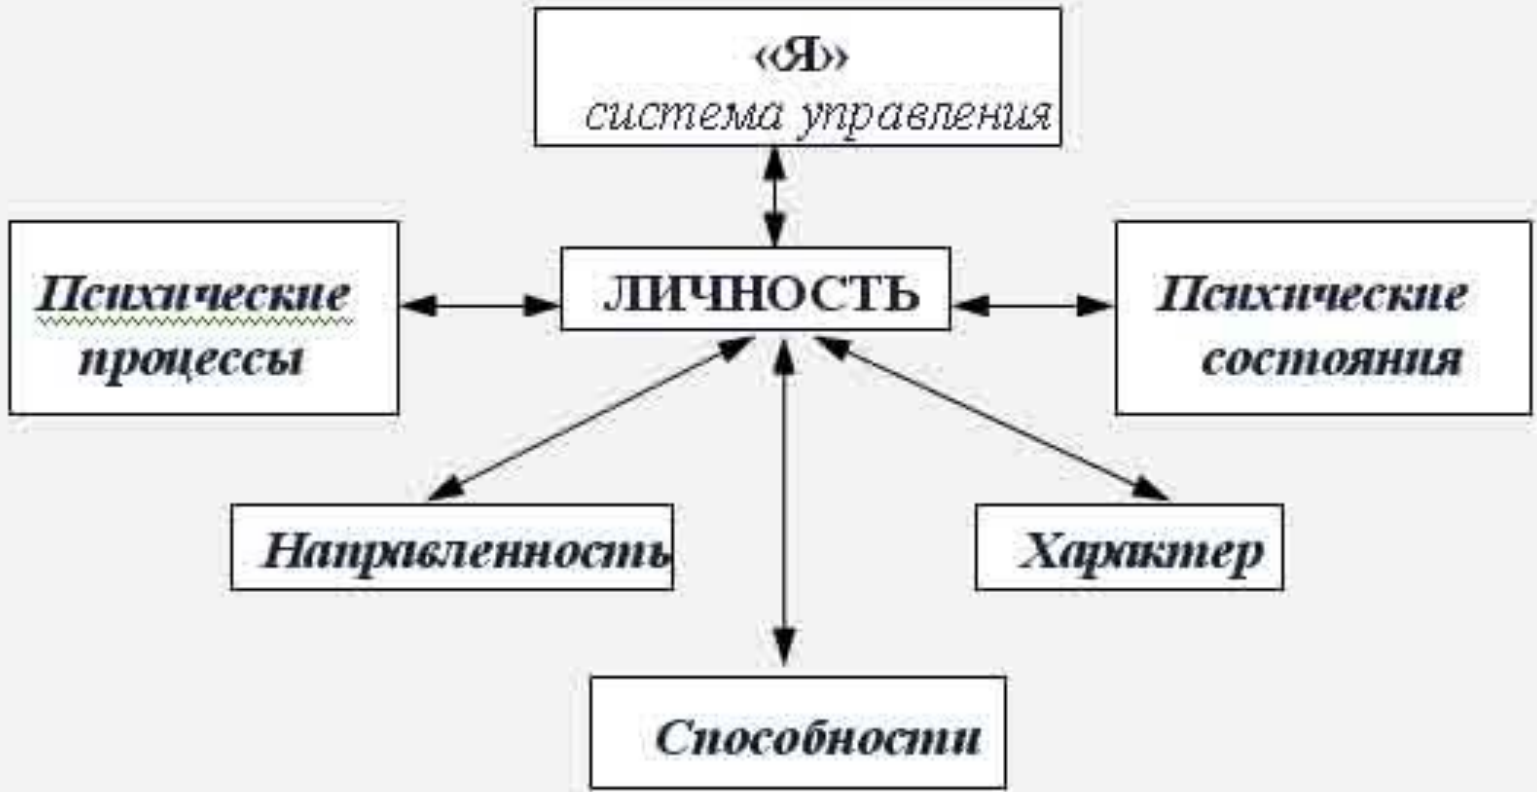 «Я»
система управления
Психические
процессы
ЛИЧНОСТЬ
Психические
состояния
Направленность
Характер
Способности